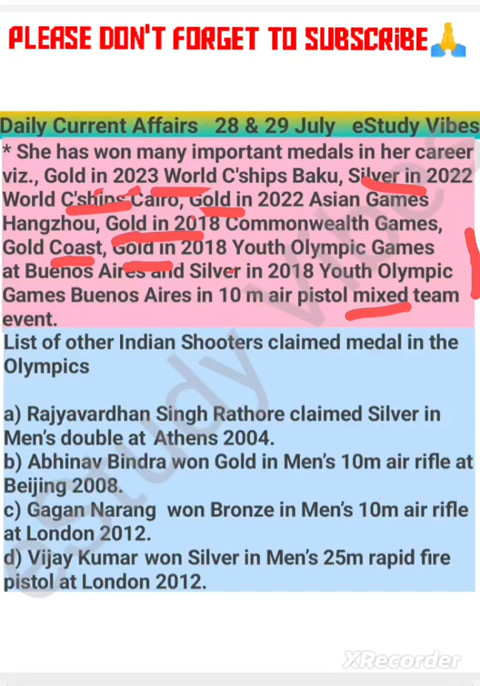 PLEASE DON'T FORGET TO SUBSCRIBE🙏
Daily Current Affairs 28 & 29 July eStudy Vibes
* She has won many important medals in her career
viz., Gold in 2023 World C'ships Baku, Silver in 2022
World C'ships Cairo, Gold in 2022 Asian Games
Hangzhou, Gold in 2018 Commonwealth Games,
Gold Coast, Gold in 2018 Youth Olympic Games
at Buenos Aires and Silver in 2018 Youth Olympic
Games Buenos Aires in 10 m air pistol mixed team
event.
List of other Indian Shooters claimed medal in the
Olympics
a) Rajyavardhan Singh Rathore claimed Silver in
Men's double at Athens 2004.
b) Abhinav Bindra won Gold in Men's 10m air rifle at
Beijing 2008.
c) Gagan Narang won Bronze in Men's 10m air rifle
at London 2012.
d) Vijay Kumar won Silver in Men's 25m rapid fire
pistol at London 2012.
eStudy Vibes
XRecorder